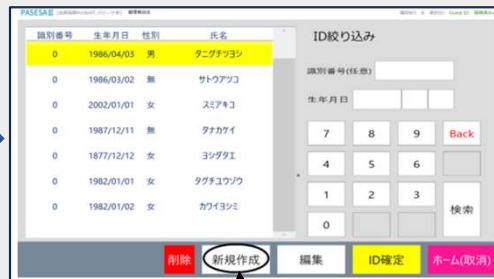 PASESAⅢ
識別番号 生年月日 性別 氏名
0 1986/04/03 男 タニグチツヨシ
0 1986/03/02 無 サトウアツコ
0 2002/01/01 女 スミアキコ
0 1987/12/11 無 タナカケイ
0 1877/12/12 女 ヨシダタエ
0 1982/01/01 女 タグチユウゾウ
0 1982/01/02 女 カワイヨシミ
ID絞り込み
識別番号(任意)
生年月日
7 8 9 Back
4 5 6
1 2 3
検索
0
削除 新規作成 編集 ID確定 ホーム(取消)